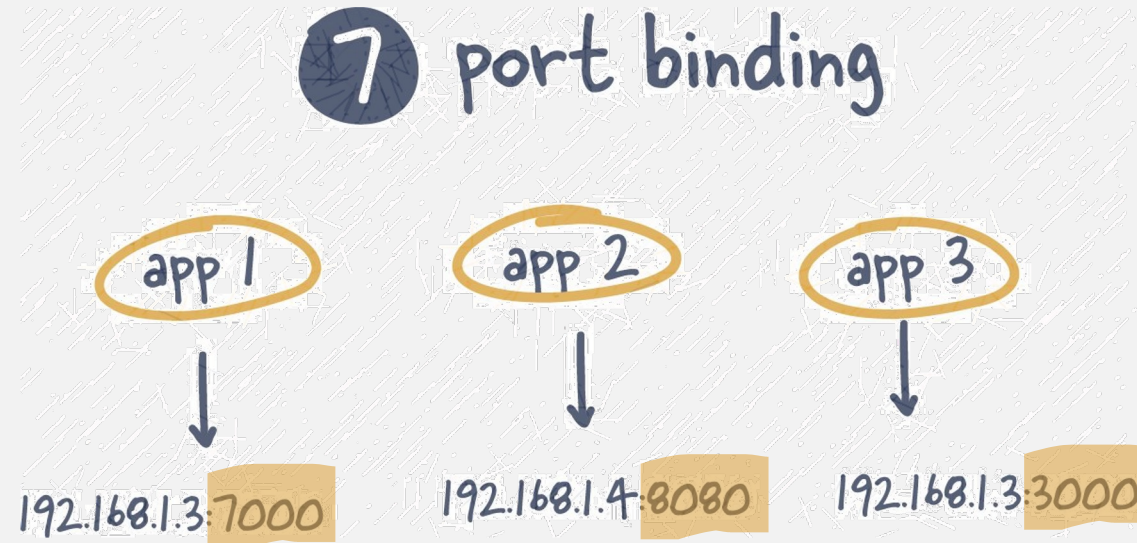 7 port binding
app 1
app 2
app 3
192.168.1.3:7000
192.168.1.4:8080
192.168.1.3:3000